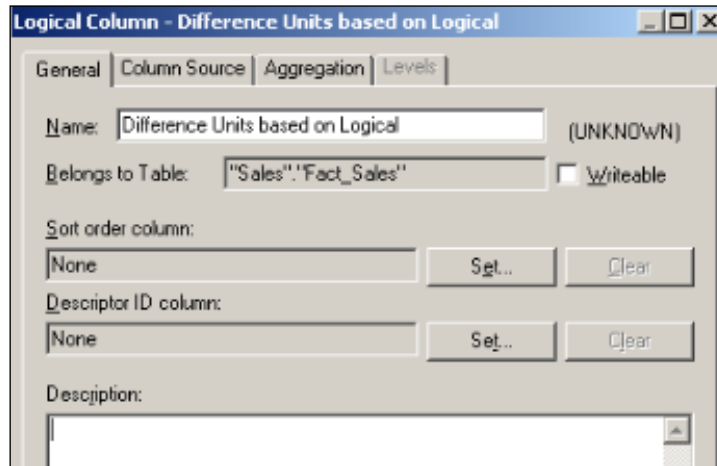 Logical Column - Difference Units based on Logical
General Column Source Aggregation Levels
Name: Difference Units based on Logical (UNKNOWN)
Belongs to Table: "Sales"."Fact_Sales" Writeable
Sort order column:
None Set... Clear
Descriptor ID column:
None Set... Clear
Description: